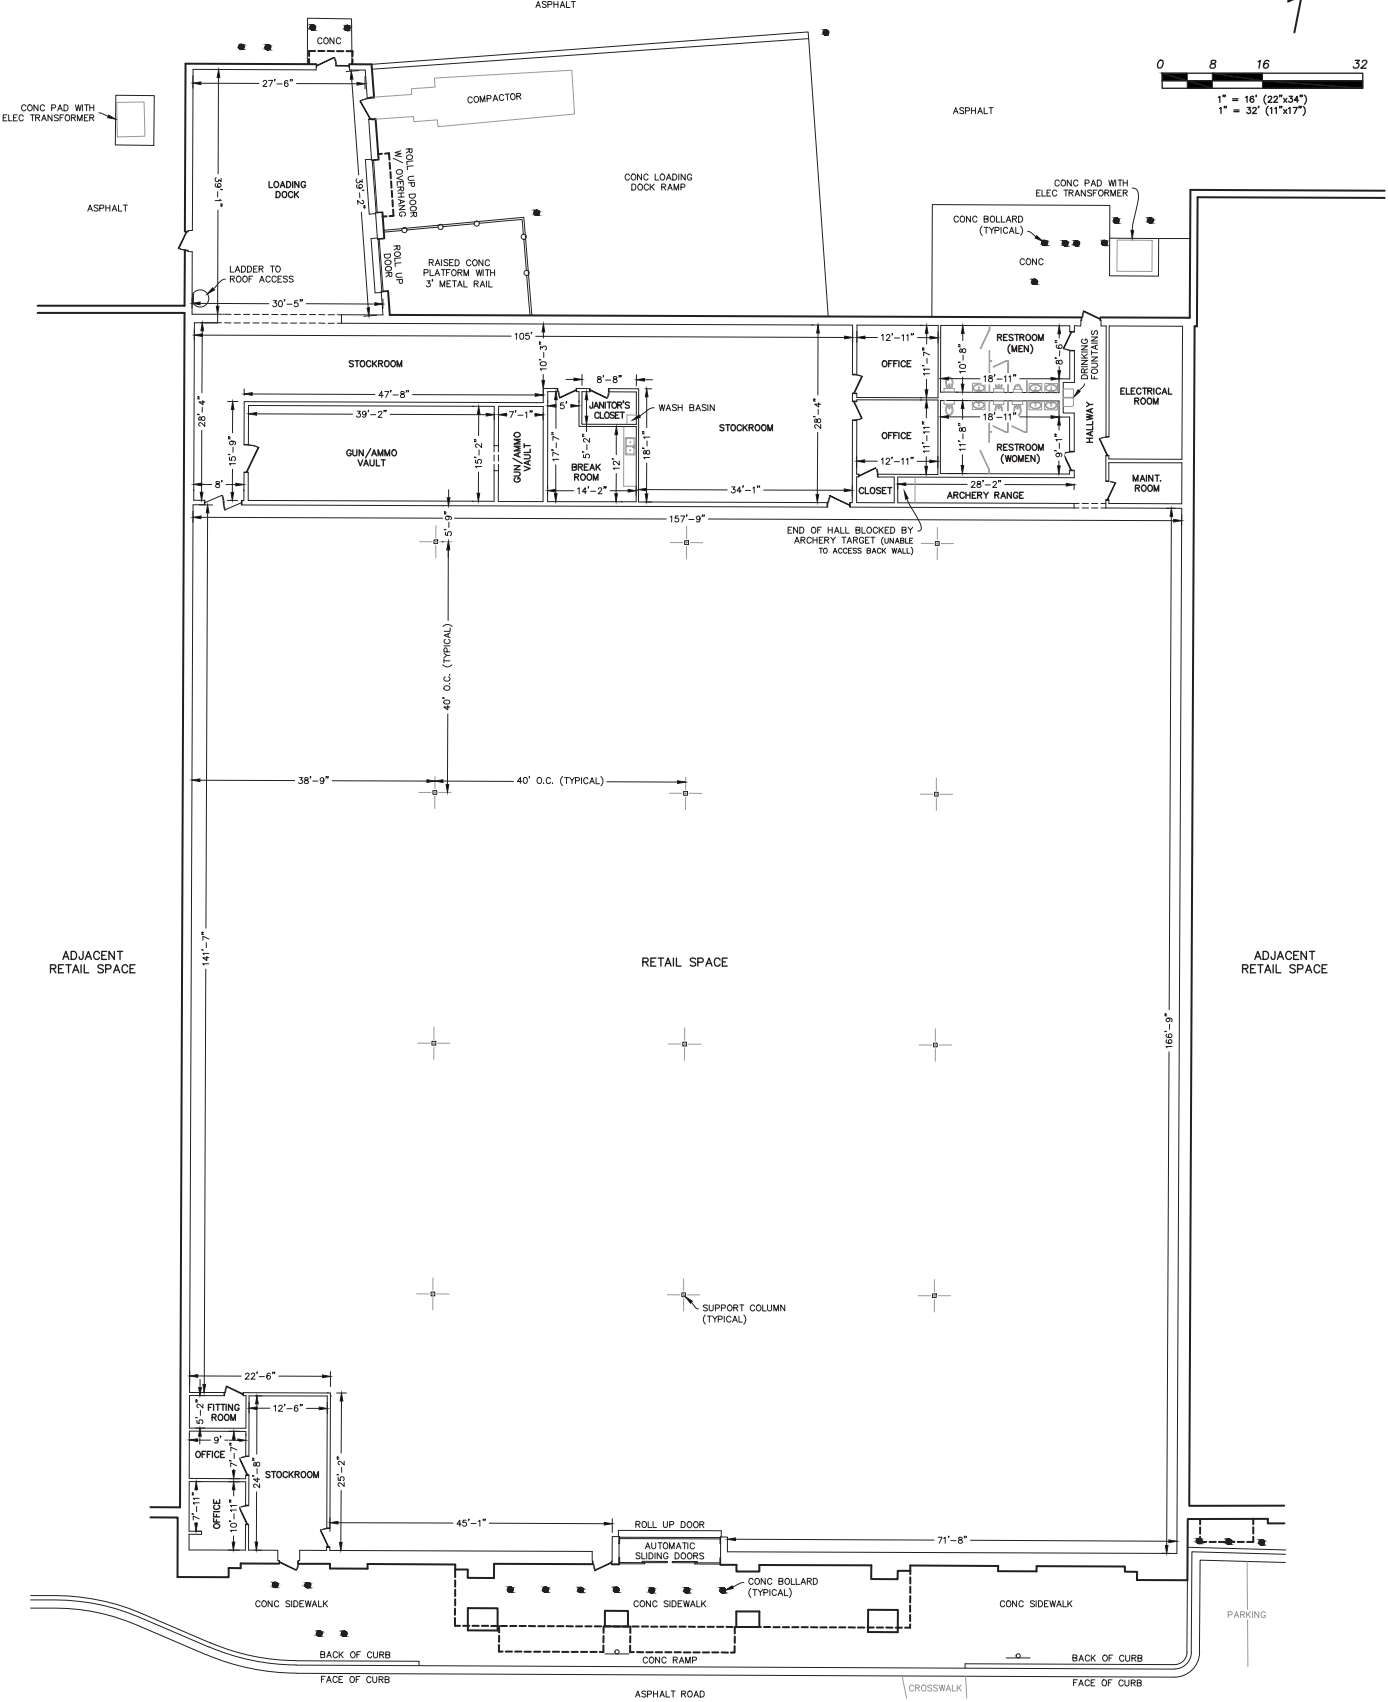 ASPHALT
CONC
0 8 16 32
1" = 16' (22"x34")
1" = 32' (11"x17")
27'-6"
COMPACTOR
CONC PAD WITH
ELEC TRANSFORMER
ASPHALT
ROLL UP DOOR
W/ OVERHANG
LOADING
DOCK
39'-1"
39'-2"
CONC LOADING
DOCK RAMP
CONC PAD WITH
ELEC TRANSFORMER
ASPHALT
CONC BOLLARD
(TYPICAL)
CONC
ROLL UP
DOOR
RAISED CONC
PLATFORM WITH
3' METAL RAIL
LADDER TO
ROOF ACCESS
30'-5"
105'
12'-11"
RESTROOM
(MEN)
STOCKROOM
10'-3"
OFFICE
11'-7"
10'-8"
8'-6"
DRINKING
FOUNTAINS
8'-8"
18'-11"
47'-8"
ELECTRICAL
ROOM
39'-2"
7'-1"
5'
JANITOR'S
CLOSET
WASH BASIN
28'-4"
28'-4"
18'-11"
HALLWAY
STOCKROOM
15'-9"
GUN/AMMO
VAULT
15'-2"
GUN/AMMO
VAULT
17'-7"
5'-2"
12'
18'-1"
OFFICE
11'-11"
11'-8"
RESTROOM
(WOMEN)
9'-1"
BREAK
ROOM
12'-11"
8'
14'-2"
34'-1"
CLOSET
28'-2"
ARCHERY RANGE
MAINT.
ROOM
157'-9"
5'-9"
END OF HALL BLOCKED BY
ARCHERY TARGET (UNABLE
TO ACCESS BACK WALL)
40' O.C. (TYPICAL)
38'-9"
40' O.C. (TYPICAL)
141'-7"
ADJACENT
RETAIL SPACE
RETAIL SPACE
ADJACENT
RETAIL SPACE
166'-9"
SUPPORT COLUMN
(TYPICAL)
22'-6"
5'-2"
FITTING
ROOM
12'-6"
9'
OFFICE
7'-7"
24'-8"
STOCKROOM
25'-2"
7'-11"
OFFICE
10'-11"
45'-1"
ROLL UP DOOR
AUTOMATIC
SLIDING DOORS
71'-8"
CONC BOLLARD
(TYPICAL)
CONC SIDEWALK
CONC SIDEWALK
CONC SIDEWALK
PARKING
BACK OF CURB
CONC RAMP
BACK OF CURB
FACE OF CURB
FACE OF CURB
CROSSWALK
ASPHALT ROAD